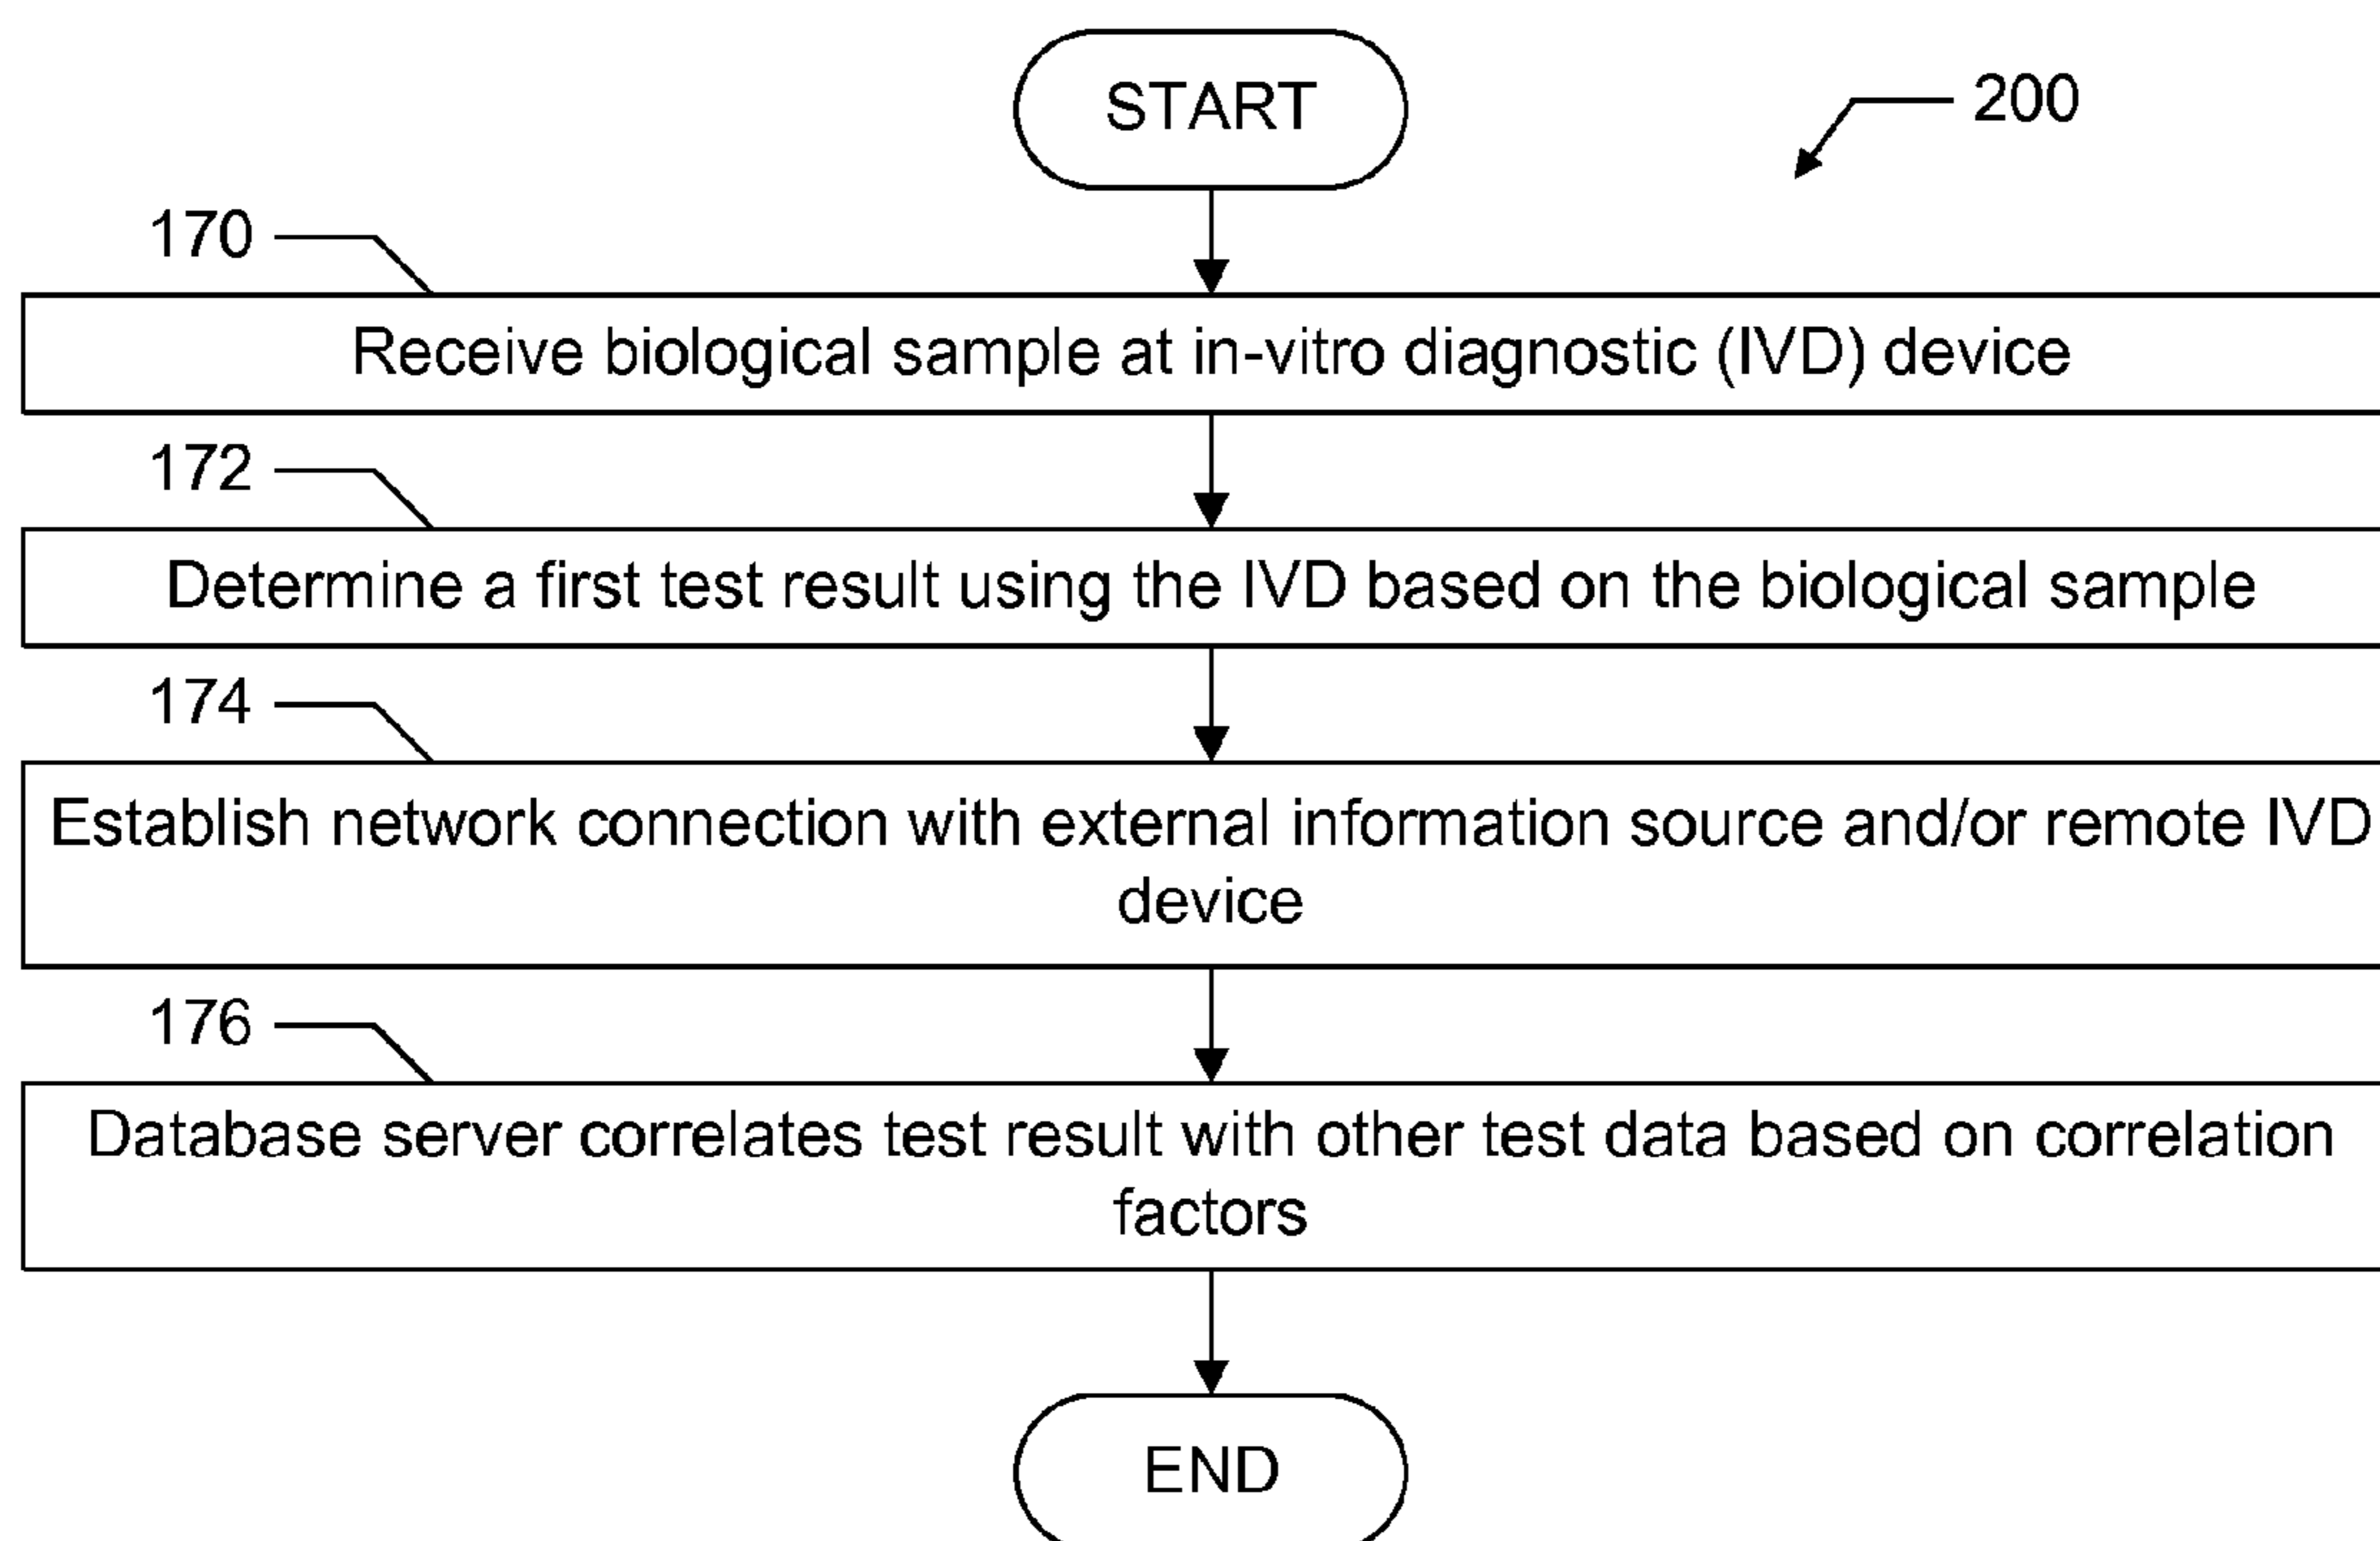 START
200
170
Receive biological sample at in-vitro diagnostic (IVD) device
172
Determine a first test result using the IVD based on the biological sample
174
Establish network connection with external information source and/or remote IVD
device
176
Database server correlates test result with other test data based on correlation
factors
END